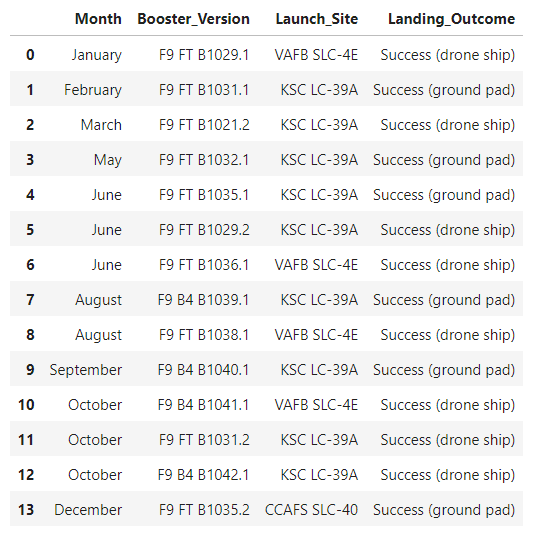 Month Booster_Version Launch_Site Landing_Outcome
0 January F9 FT B1029.1 VAFB SLC-4E Success (drone ship)
1 February F9 FT B1031.1 KSC LC-39A Success (ground pad)
2 March F9 FT B1021.2 KSC LC-39A Success (drone ship)
3 May F9 FT B1032.1 KSC LC-39A Success (ground pad)
4 June F9 FT B1035.1 KSC LC-39A Success (ground pad)
5 June F9 FT B1029.2 KSC LC-39A Success (drone ship)
6 June F9 FT B1036.1 VAFB SLC-4E Success (drone ship)
7 August F9 B4 B1039.1 KSC LC-39A Success (ground pad)
8 August F9 FT B1038.1 VAFB SLC-4E Success (drone ship)
9 September F9 B4 B1040.1 KSC LC-39A Success (ground pad)
10 October F9 B4 B1041.1 VAFB SLC-4E Success (drone ship)
11 October F9 FT B1031.2 KSC LC-39A Success (drone ship)
12 October F9 B4 B1042.1 KSC LC-39A Success (drone ship)
13 December F9 FT B1035.2 CCAFS SLC-40 Success (ground pad)